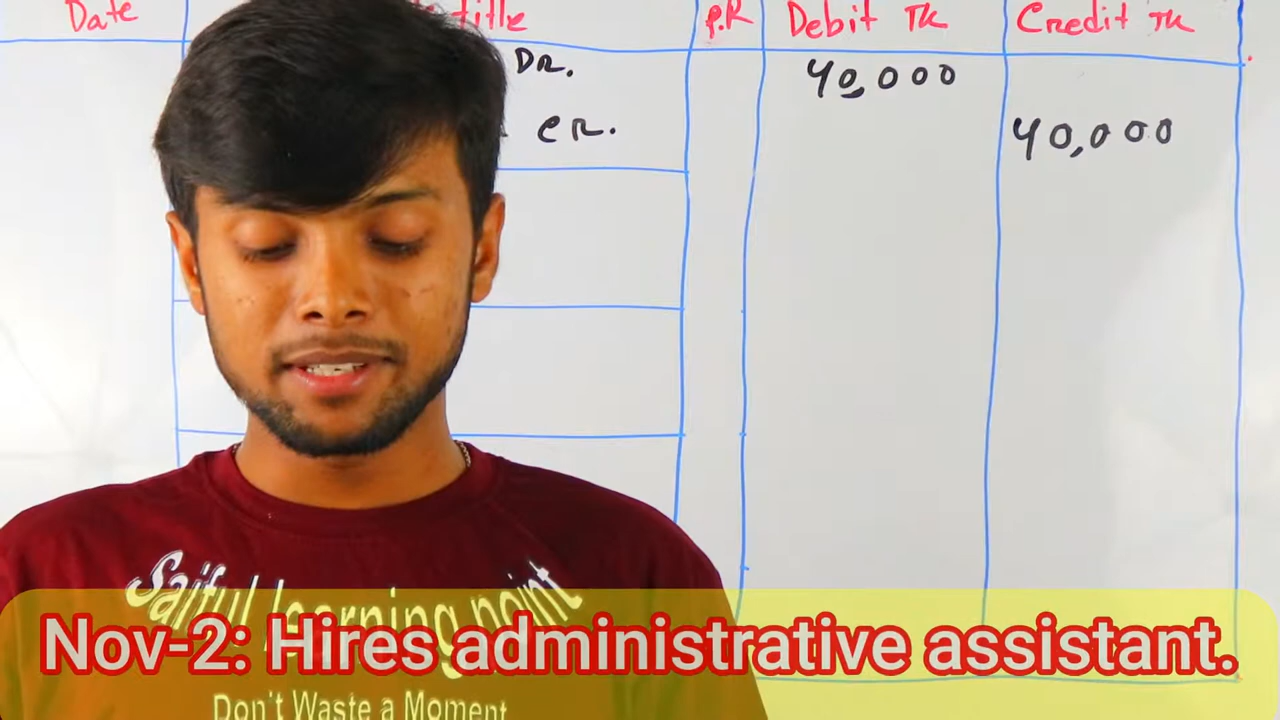 Date title P.R Debit Tk Credit Tk
DR. 40,000
CR. 40,000
Saiful learning point
Nov-2: Hires administrative assistant.
Don't Waste a Moment